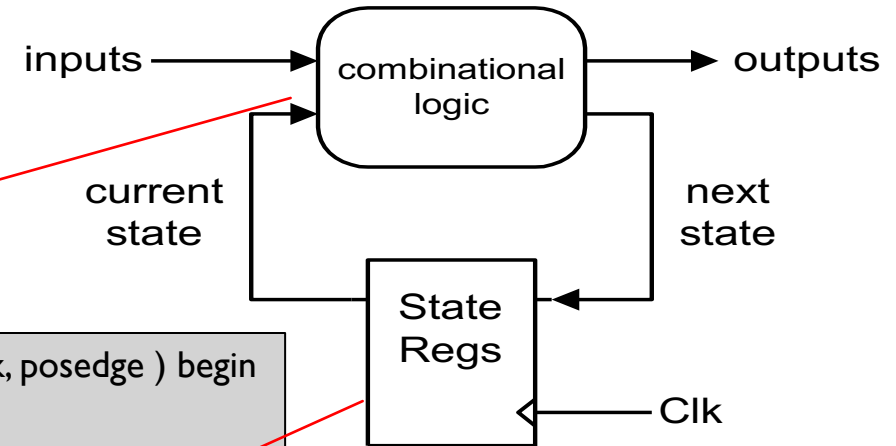 inputs
combinational
logic
outputs
current
state
next
state
State
Regs
, posedge ) begin
Clk